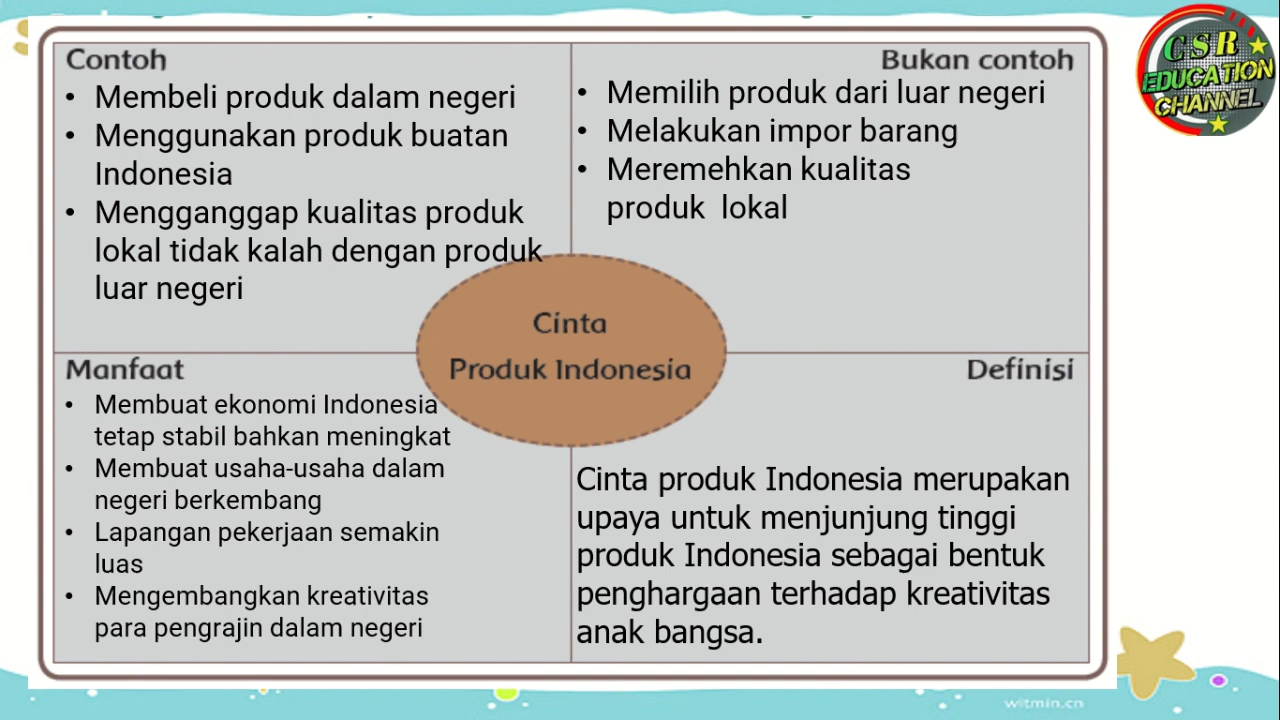 Contoh
• Membeli produk dalam negeri
• Menggunakan produk buatan
Indonesia
• Mengganggap kualitas produk
lokal tidak kalah dengan produk
luar negeri
Bukan contoh
• Memilih produk dari luar negeri
• Melakukan impor barang
• Meremehkan kualitas
produk lokal
Cinta
Produk Indonesia
Manfaat
• Membuat ekonomi Indonesia
tetap stabil bahkan meningkat
• Membuat usaha-usaha dalam
negeri berkembang
• Lapangan pekerjaan semakin
luas
• Mengembangkan kreativitas
para pengrajin dalam negeri
Definisi
Cinta produk Indonesia merupakan
upaya untuk menjunjung tinggi
produk Indonesia sebagai bentuk
penghargaan terhadap kreativitas
anak bangsa.
CSR
EDUCATION
CHANNEL
witmin.cn